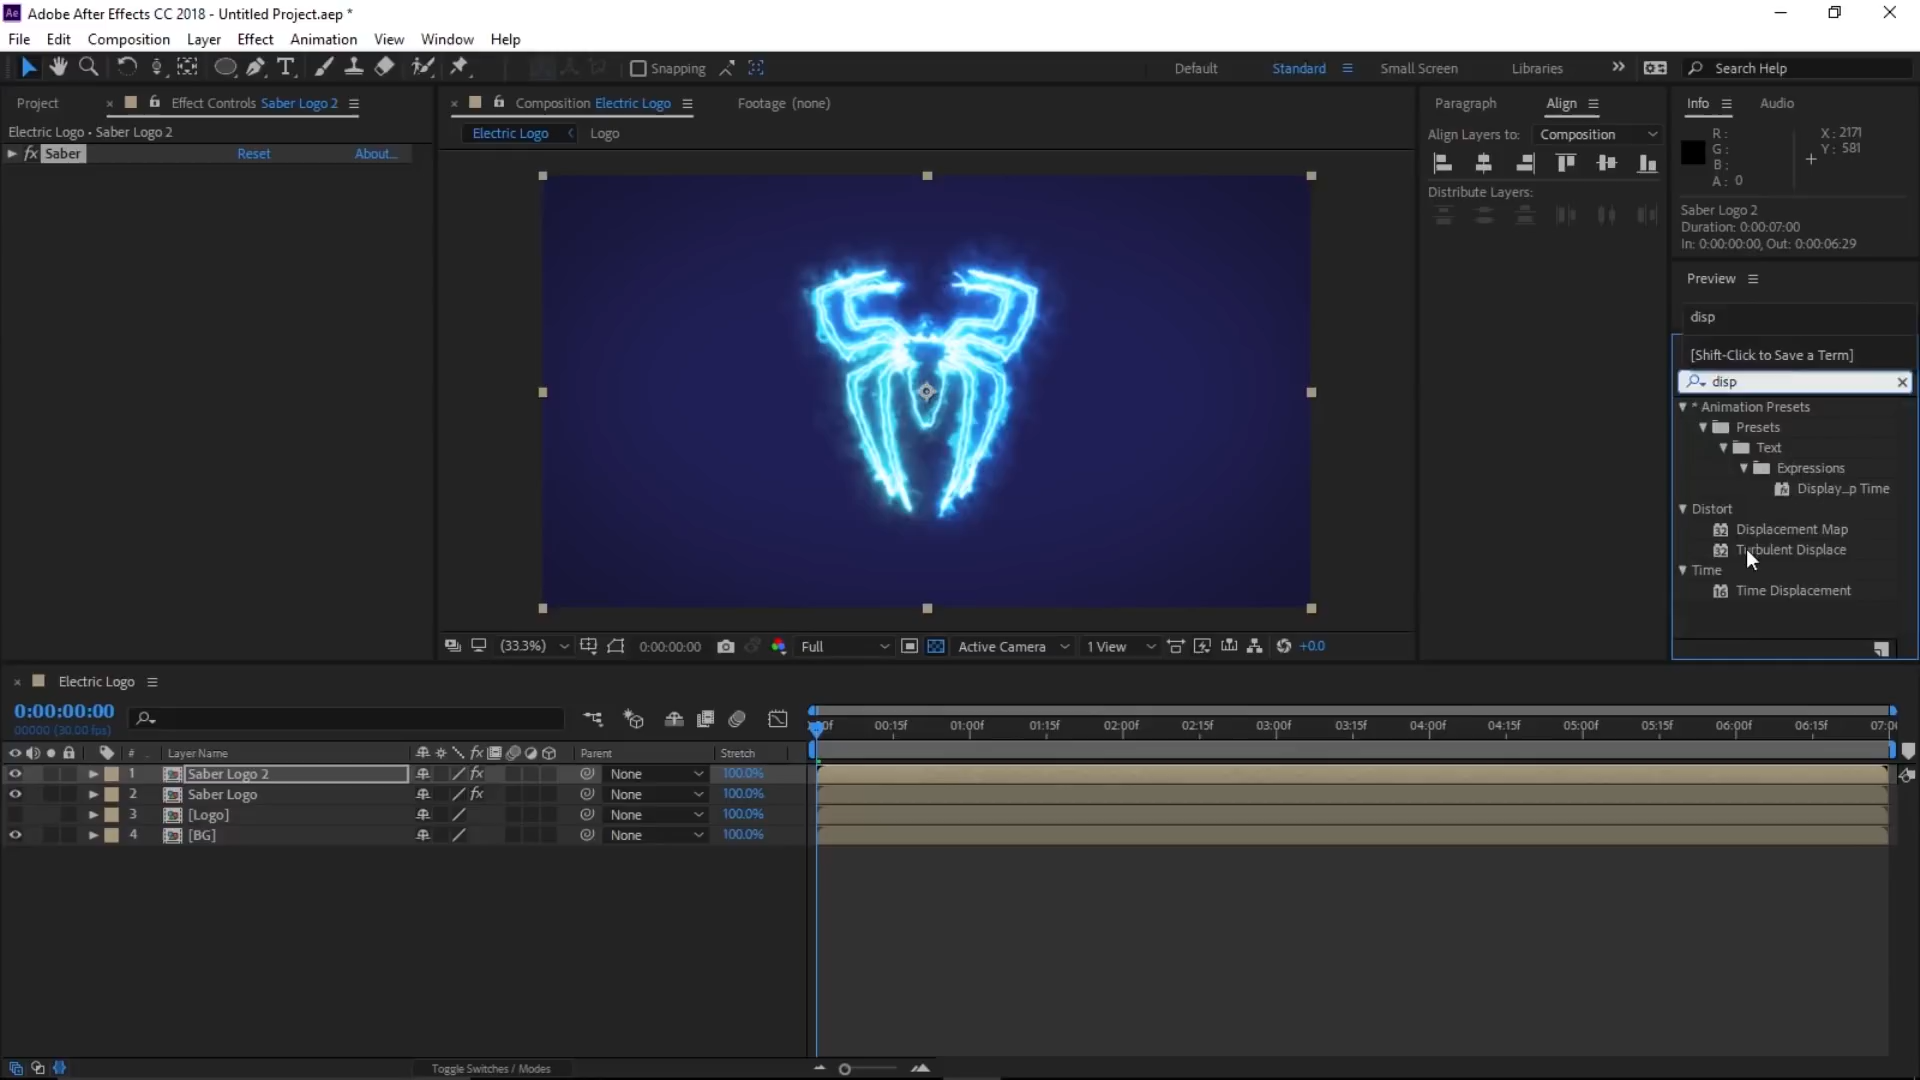 Ae Adobe After Effects CC 2018 - Untitled Project.aep *
File Edit Composition Layer Effect Animation View Window Help
T Snapping Default Standard Small Screen Libraries >> Search Help
Project × Effect Controls Saber Logo 2
× Composition Electric Logo Footage (none)
Paragraph Align
Info Audio
Electric Logo • Saber Logo 2
Electric Logo < Logo
Align Layers to: Composition
R: X: 2171
G: Y: 581
B:
A: 0
fx Saber Reset About...
Distribute Layers:
Saber Logo 2
Duration: 0:00:07:00
In: 0:00:00:00, Out: 0:00:06:29
Preview
disp
[Shift-Click to Save a Term]
disp ×
* Animation Presets
Presets
Text
Expressions
Display...p Time
Distort
32 Displacement Map
32 Turbulent Displace
Time
16 Time Displacement
(33.3%) 0:00:00:00 Full Active Camera 1 View +0.0
× Electric Logo
0:00:00:00
00000 (30.00 fps)
00f 00:15f 01:00f 01:15f 02:00f 02:15f 03:00f 03:15f 04:00f 04:15f 05:00f 05:15f 06:00f 06:15f 07:00
# Layer Name fx Parent Stretch
1 Saber Logo 2 fx None 100.0%
2 Saber Logo fx None 100.0%
3 [Logo] None 100.0%
4 [BG] None 100.0%
Toggle Switches / Modes